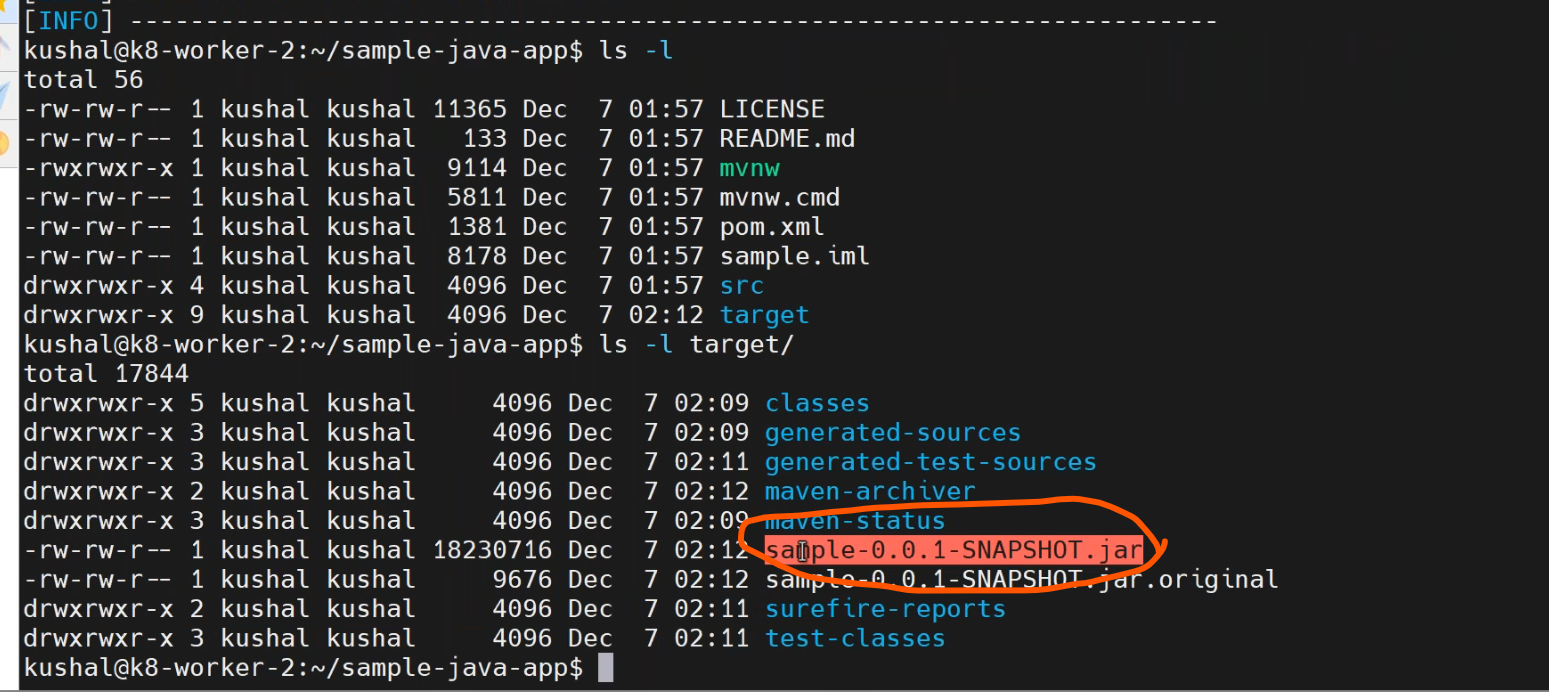 [INFO] ------------------------------------------------------------------------
kushal@k8-worker-2:~/sample-java-app$ ls -l
total 56
-rw-rw-r-- 1 kushal kushal 11365 Dec  7 01:57 LICENSE
-rw-rw-r-- 1 kushal kushal   133 Dec  7 01:57 README.md
-rwxrwxr-x 1 kushal kushal  9114 Dec  7 01:57 mvnw
-rw-rw-r-- 1 kushal kushal  5811 Dec  7 01:57 mvnw.cmd
-rw-rw-r-- 1 kushal kushal  1381 Dec  7 01:57 pom.xml
-rw-rw-r-- 1 kushal kushal  8178 Dec  7 01:57 sample.iml
drwxrwxr-x 4 kushal kushal  4096 Dec  7 01:57 src
drwxrwxr-x 9 kushal kushal  4096 Dec  7 02:12 target
kushal@k8-worker-2:~/sample-java-app$ ls -l target/
total 17844
drwxrwxr-x 5 kushal kushal     4096 Dec  7 02:09 classes
drwxrwxr-x 3 kushal kushal     4096 Dec  7 02:09 generated-sources
drwxrwxr-x 3 kushal kushal     4096 Dec  7 02:11 generated-test-sources
drwxrwxr-x 2 kushal kushal     4096 Dec  7 02:12 maven-archiver
drwxrwxr-x 3 kushal kushal     4096 Dec  7 02:09 maven-status
-rw-rw-r-- 1 kushal kushal 18230716 Dec  7 02:12 sample-0.0.1-SNAPSHOT.jar
-rw-rw-r-- 1 kushal kushal     9676 Dec  7 02:12 sample-0.0.1-SNAPSHOT.jar.original
drwxrwxr-x 2 kushal kushal     4096 Dec  7 02:11 surefire-reports
drwxrwxr-x 3 kushal kushal     4096 Dec  7 02:11 test-classes
kushal@k8-worker-2:~/sample-java-app$